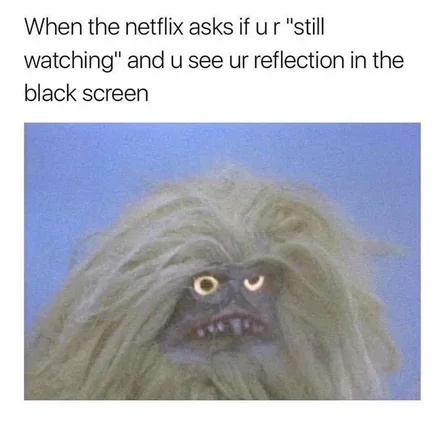 When the netflix asks if u r "still
watching" and u see ur reflection in the
black screen